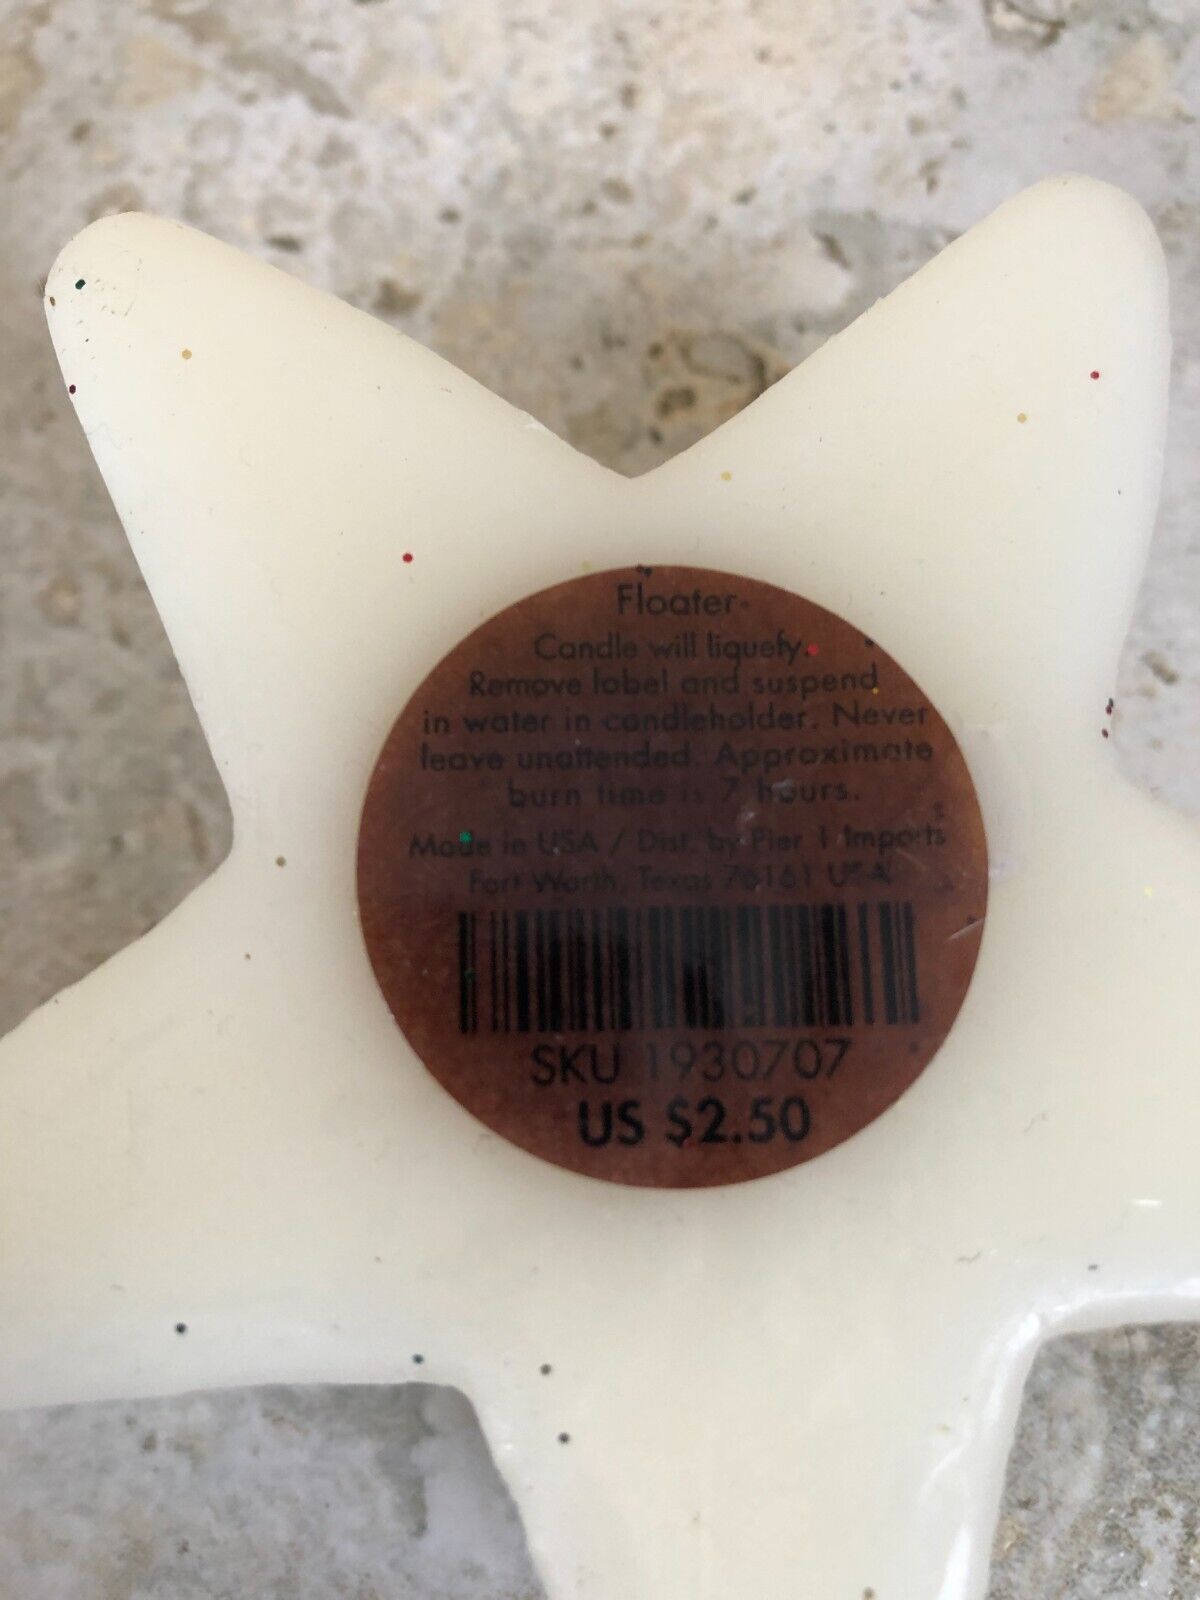 Floater-
Candle will liquefy.
Remove label and suspend
in water in candleholder. Never
leave unattended. Approximate
burn time is 7 hours.
Made in USA / Dist. by Pier 1 Imports
Fort Worth, Texas 76161 USA
SKU 1930707
US $2.50